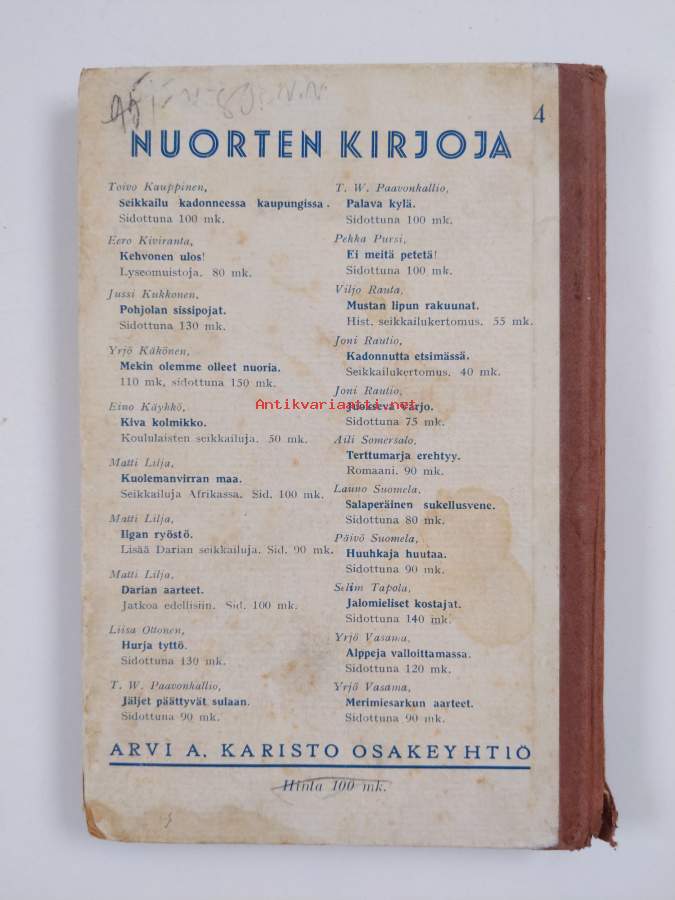 4
NUORTEN KIRJOJA
Toivo Kauppinen,
Seikkailu kadonneessa kaupungissa.
Sidottuna 100 mk.
Eero Kiviranta,
Kehvonen ulos!
Lyseomuistoja. 80 mk.
Jussi Kukkonen,
Pohjolan sissipojat.
Sidottuna 130 mk.
Yrjö Käkönen,
Mekin olemme olleet nuoria.
110 mk, sidottuna 150 mk.
Eino Käyhkö,
Kiva kolmikko.
Koululaisten seikkailuja. 50 mk.
Matti Lilja,
Kuolemanvirran maa.
Seikkailuja Afrikassa. Sid. 100 mk.
Matti Lilja,
Ilgan ryöstö.
Lisää Darian seikkailuja. Sid. 90 mk.
Matti Lilja,
Darian aarteet.
Jatkoa edellisiin. Sid. 100 mk.
Liisa Ottonen,
Hurja tyttö.
Sidottuna 130 mk.
T. W. Paavonkallio,
Jäljet päättyvät sulaan.
Sidottuna 90 mk.
T. W. Paavonkallio,
Palava kylä.
Sidottuna 100 mk.
Pekka Pursi,
Ei meitä petetä!
Sidottuna 100 mk.
Viljo Rauta,
Mustan lipun rakuunat.
Hist. seikkailukertomus. 55 mk.
Joni Rautio,
Kadonnutta etsimässä.
Seikkailukertomus. 40 mk.
Joni Rautio,
Juokseva varjo.
Sidottuna 75 mk.
Aili Somersalo,
Terttumarja erehtyy.
Romaani. 90 mk.
Launo Suomela,
Salaperäinen sukellusvene.
Sidottuna 80 mk.
Päivö Suomela,
Huuhkaja huutaa.
Sidottuna 90 mk.
Selim Tapola,
Jalomieliset kostajat.
Sidottuna 140 mk.
Yrjö Vasama,
Alppeja valloittamassa.
Sidottuna 120 mk.
Yrjö Vasama,
Merimiesarkun aarteet.
Sidottuna 90 mk.
Antikvariaatti.net
ARVI A. KARISTO OSAKEYHTIÖ
Hinta 100 mk.